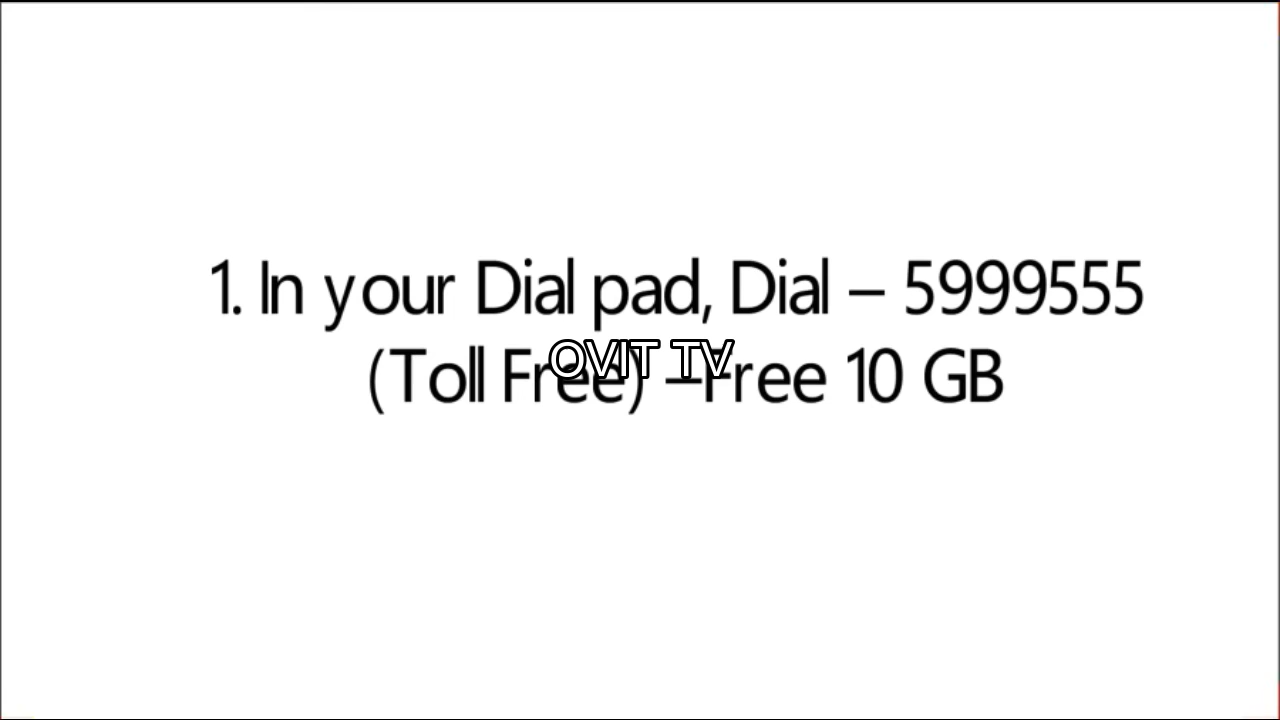 1. In your Dial pad, Dial – 5999555
(Toll Free) – Free 10 GB
OVIT TV